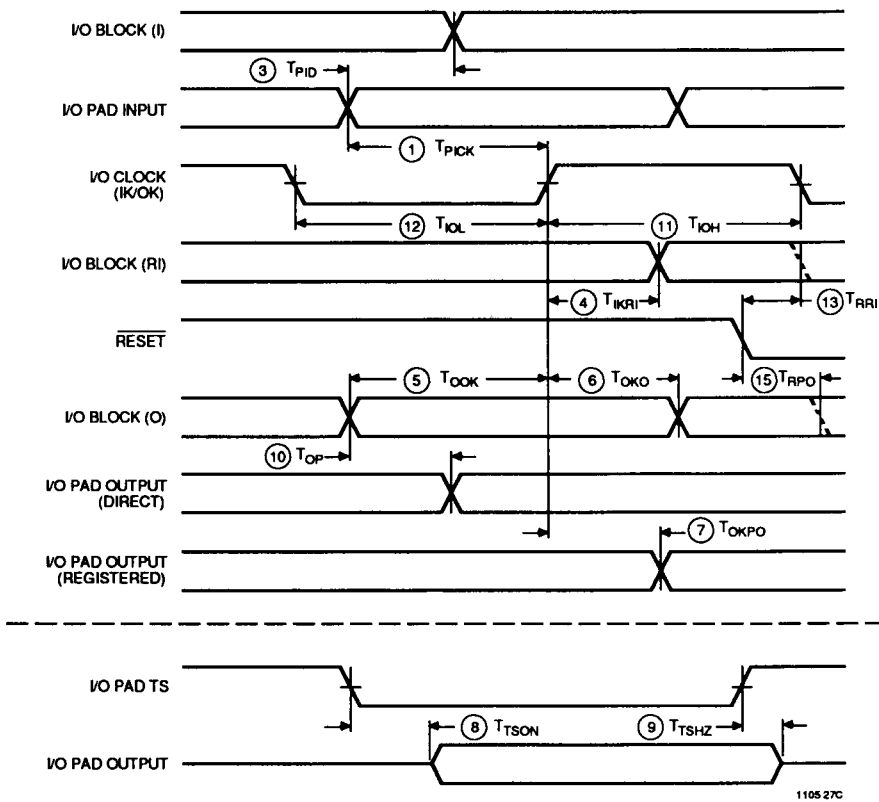 I/O BLOCK (I)
3 TPID
I/O PAD INPUT
1 TPICK
I/O CLOCK
(IK/OK)
12 TIOL
11 TIOH
I/O BLOCK (RI)
4 TIKRI
13 TRRI
RESET
5 TOOK
6 TOKO
15 TRPO
I/O BLOCK (O)
10 TOP
I/O PAD OUTPUT
(DIRECT)
7 TOKPO
I/O PAD OUTPUT
(REGISTERED)
I/O PAD TS
8 TTSON
9 TTSHZ
I/O PAD OUTPUT
1105 27C